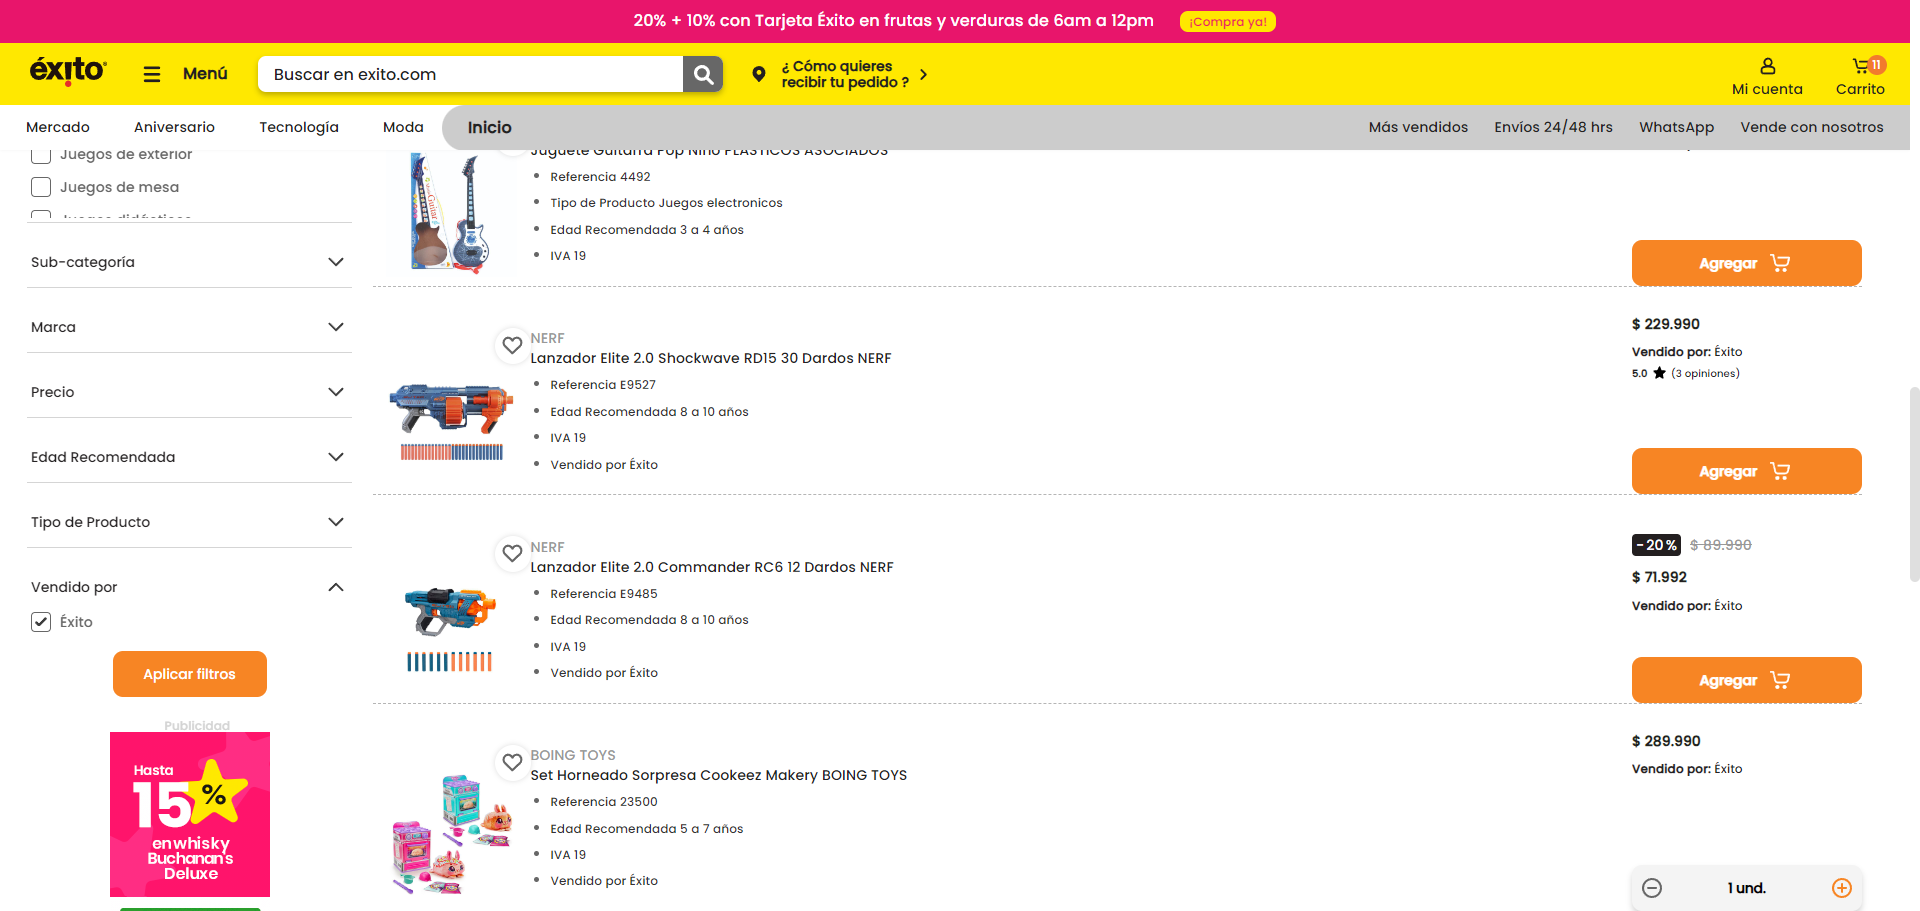 20% + 10% con Tarjeta Éxito en frutas y verduras de 6am a 12pm
¡Compra ya!
éxito
Menú
Buscar en exito.com
¿ Cómo quieres
recibir tu pedido ?
Mi cuenta
11
Carrito
Mercado
Aniversario
Tecnología
Moda
Inicio
Más vendidos
Envíos 24/48 hrs
WhatsApp
Vende con nosotros
Juegos de exterior
Juegos de mesa
Juegos didácticos
Sub-categoría
Marca
Precio
Edad Recomendada
Tipo de Producto
Vendido por
Éxito
Aplicar filtros
Publicidad
Hasta
15%
en whisky
Buchanan's
Deluxe
Juguete Guitarra Pop Niño PLASTICOS ASOCIADOS
Referencia 4492
Tipo de Producto Juegos electronicos
Edad Recomendada 3 a 4 años
IVA 19
Agregar
NERF
Lanzador Elite 2.0 Shockwave RD15 30 Dardos NERF
Referencia E9527
Edad Recomendada 8 a 10 años
IVA 19
Vendido por Éxito
$ 229.990
Vendido por: Éxito
5.0 (3 opiniones)
Agregar
NERF
Lanzador Elite 2.0 Commander RC6 12 Dardos NERF
Referencia E9485
Edad Recomendada 8 a 10 años
IVA 19
Vendido por Éxito
-20% $ 89.990
$ 71.992
Vendido por: Éxito
Agregar
BOING TOYS
Set Horneado Sorpresa Cookeez Makery BOING TOYS
Referencia 23500
Edad Recomendada 5 a 7 años
IVA 19
Vendido por Éxito
$ 289.990
Vendido por: Éxito
1 und.